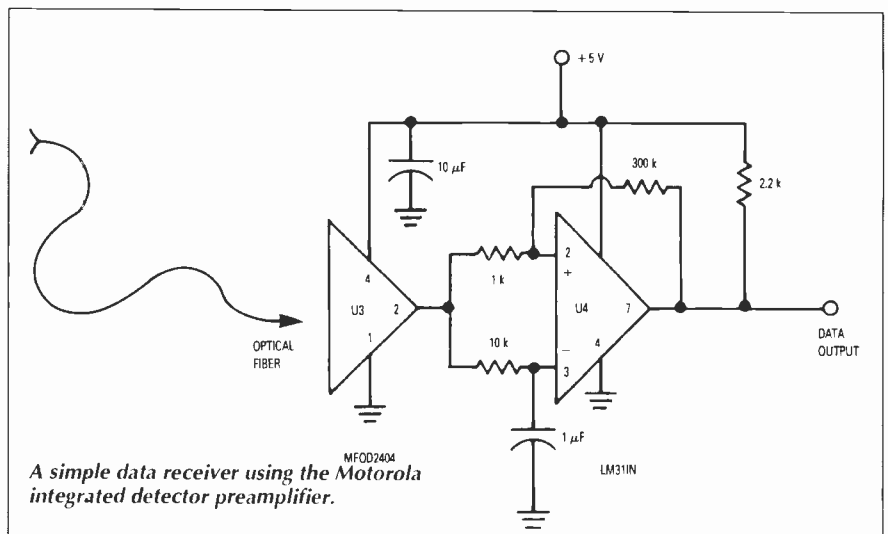 +5 V
10 μF
300 k
2.2 k
4
U3
2
1
1 k
10 k
2
+
U4
7
−
3
4
OPTICAL
FIBER
DATA
OUTPUT
MFOD2404
1 μF
LM31IN
A simple data receiver using the Motorola
integrated detector preamplifier.